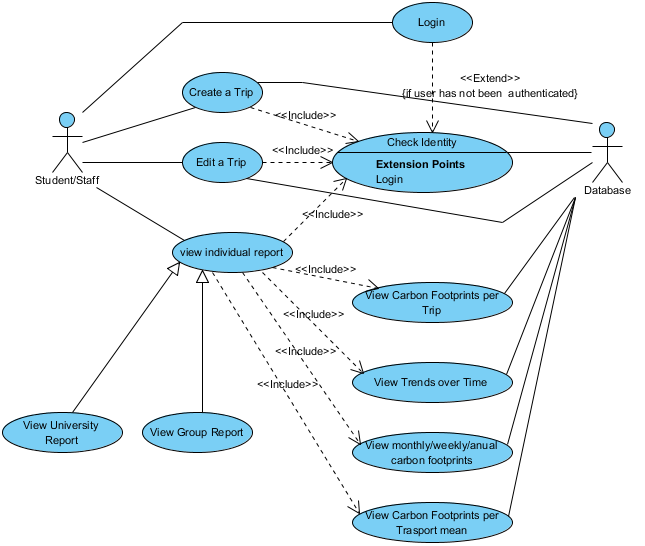 Login
<<Extend>>
{if user has not been authenticated}
Create a Trip
<<Include>>
Check Identity
Extension Points
Login
Edit a Trip
<<Include>>
Student/Staff
Database
<<Include>>
view individual report
<<Include>>
View Carbon Footprints per
Trip
<<Include>>
<<Include>>
View Trends over Time
<<Include>>
View University
Report
View Group Report
View monthly/weekly/anual
carbon footprints
View Carbon Footprints per
Trasport mean